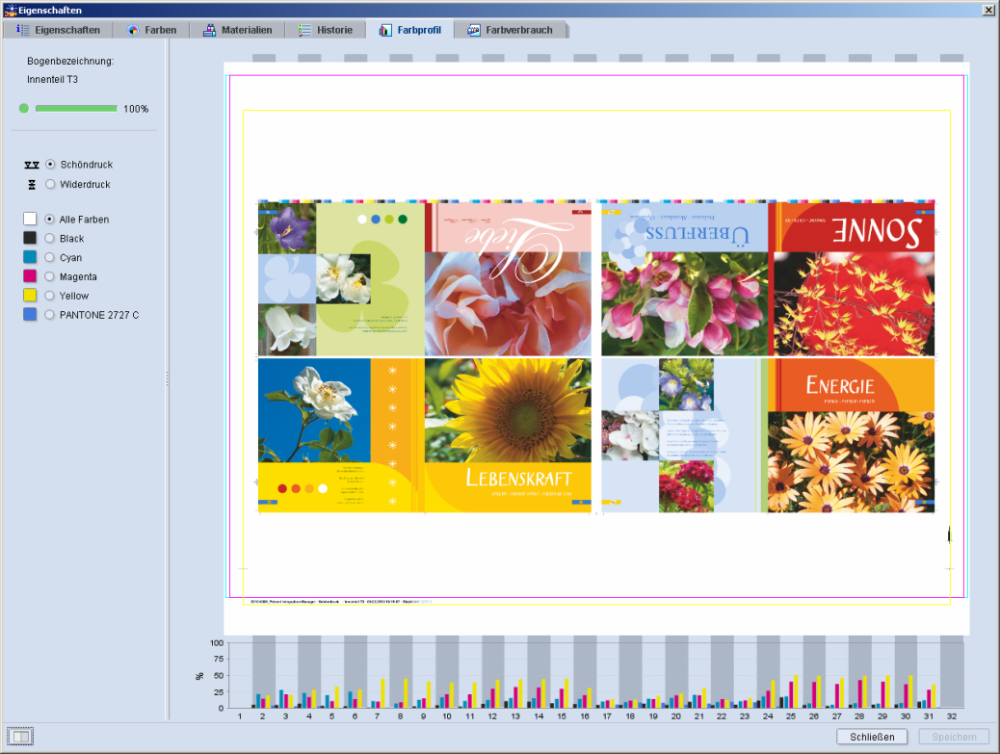 Eigenschaften
Eigenschaften Farben Materialien Historie Farbprofil Farbverbrauch
Bogenbezeichnung:
Innenteil T3
100%
Schöndruck
Widerdruck
Alle Farben
Black
Cyan
Magenta
Yellow
PANTONE 2727 C
Liebe
ÜBERFLUSS
SONNE
ENERGIE
LEBENSKRAFT
100
75
50
25
0
%
1 2 3 4 5 6 7 8 9 10 11 12 13 14 15 16 17 18 19 20 21 22 23 24 25 26 27 28 29 30 31 32
Schließen Speichern